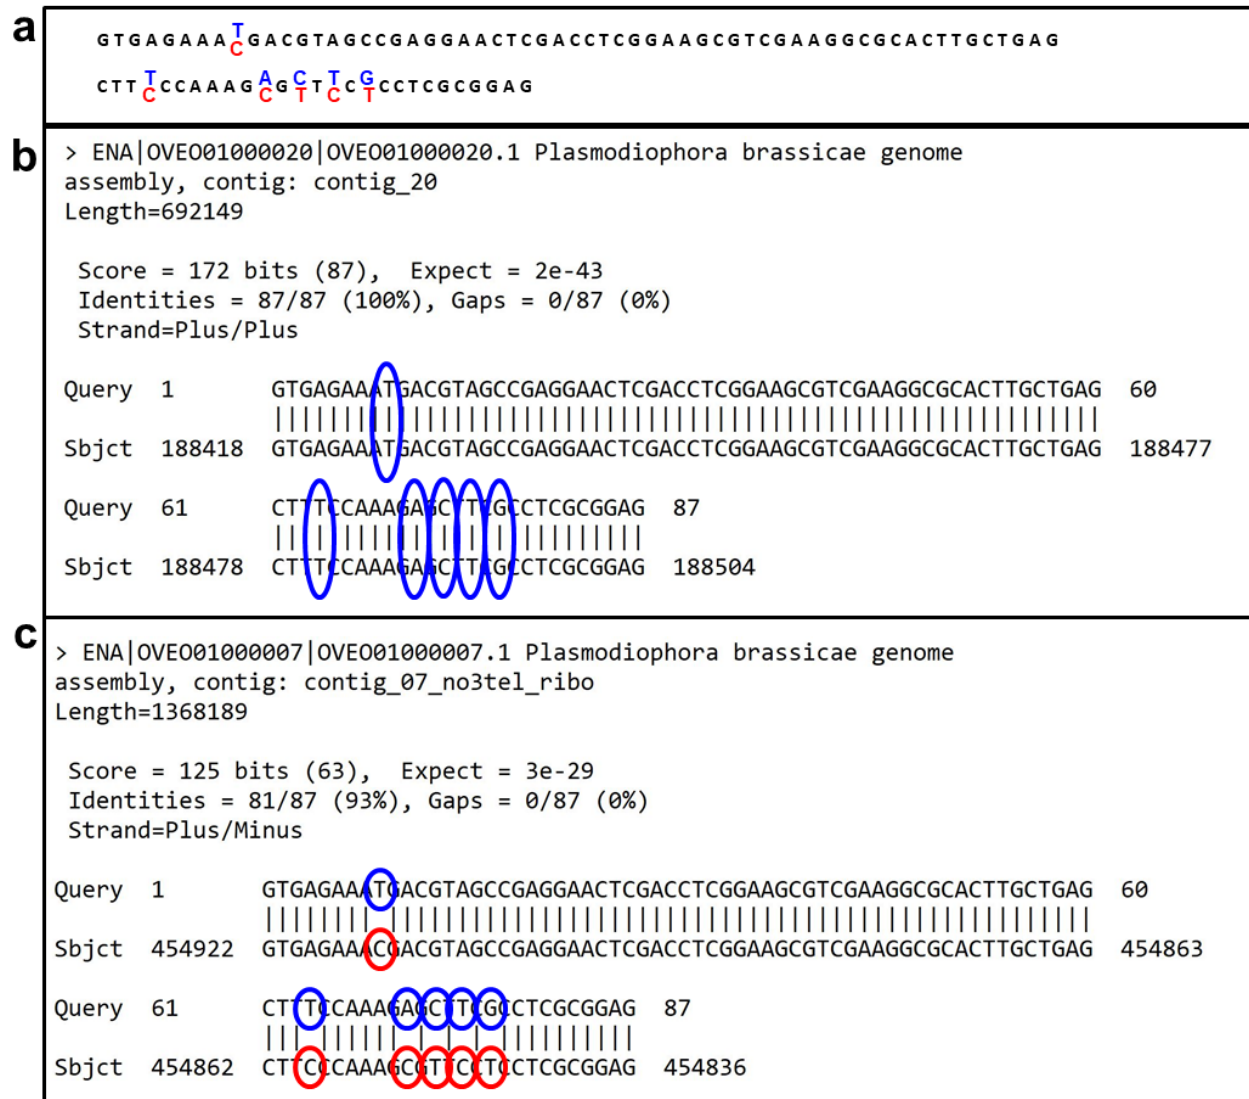 a
T
GTGAGAAA GACGTAGCCGAGGAACTCGACCTCGGAAGCGTCGAAGGCGCACTTGCTGAG
C
T A C T G
CTT CCAAAG G T C CCTCGCGGAG
C C T C T
b
> ENA|OVEO01000020|OVEO01000020.1 Plasmodiophora brassicae genome
assembly, contig: contig_20
Length=692149
Score = 172 bits (87), Expect = 2e-43
Identities = 87/87 (100%), Gaps = 0/87 (0%)
Strand=Plus/Plus
Query 1 GTGAGAAATGACGTAGCCGAGGAACTCGACCTCGGAAGCGTCGAAGGCGCACTTGCTGAG 60
Sbjct 188418 GTGAGAAATGACGTAGCCGAGGAACTCGACCTCGGAAGCGTCGAAGGCGCACTTGCTGAG 188477
Query 61 CTTTCCAAAGAGCTTCGCCTCGCGGAG 87
Sbjct 188478 CTTTCCAAAGAGCTTCGCCTCGCGGAG 188504
c
> ENA|OVEO01000007|OVEO01000007.1 Plasmodiophora brassicae genome
assembly, contig: contig_07_no3tel_ribo
Length=1368189
Score = 125 bits (63), Expect = 3e-29
Identities = 81/87 (93%), Gaps = 0/87 (0%)
Strand=Plus/Minus
Query 1 GTGAGAAATGACGTAGCCGAGGAACTCGACCTCGGAAGCGTCGAAGGCGCACTTGCTGAG 60
Sbjct 454922 GTGAGAAACGACGTAGCCGAGGAACTCGACCTCGGAAGCGTCGAAGGCGCACTTGCTGAG 454863
Query 61 CTTTCCAAAGAGCTTCGCCTCGCGGAG 87
Sbjct 454862 CTTCCCAAAGCGTTCCTCCTCGCGGAG 454836